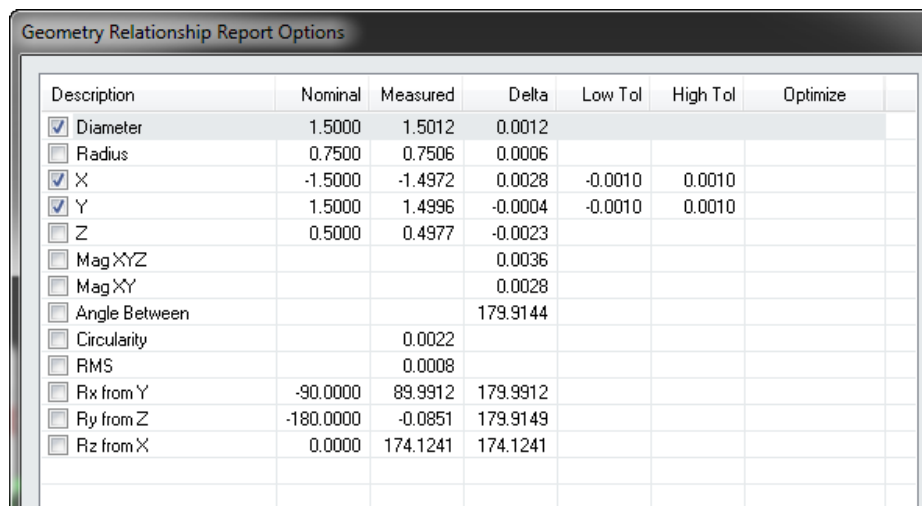 Geometry Relationship Report Options
Description Nominal Measured Delta Low Tol High Tol Optimize
Diameter 1.5000 1.5012 0.0012
Radius 0.7500 0.7506 0.0006
X -1.5000 -1.4972 0.0028 -0.0010 0.0010
Y 1.5000 1.4996 -0.0004 -0.0010 0.0010
Z 0.5000 0.4977 -0.0023
Mag XYZ 0.0036
Mag XY 0.0028
Angle Between 179.9144
Circularity 0.0022
RMS 0.0008
Rx from Y -90.0000 89.9912 179.9912
Ry from Z -180.0000 -0.0851 179.9149
Rz from X 0.0000 174.1241 174.1241